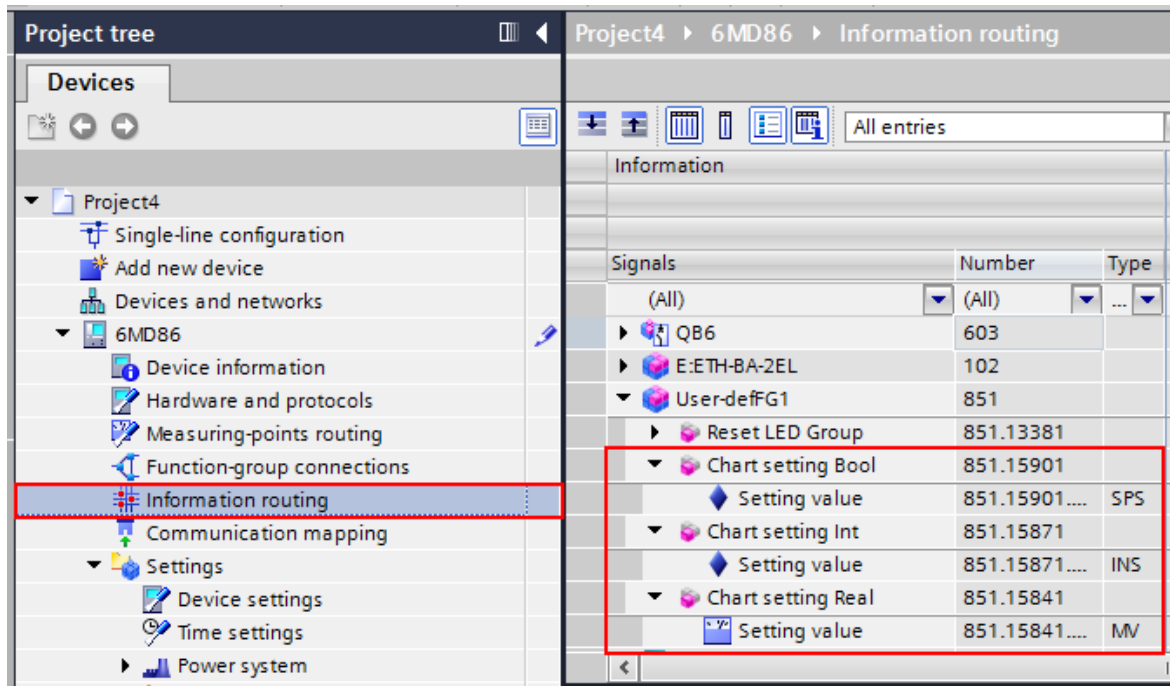 Project tree
Devices
Project4
Single-line configuration
Add new device
Devices and networks
6MD86
Device information
Hardware and protocols
Measuring-points routing
Function-group connections
Information routing
Communication mapping
Settings
Device settings
Time settings
Power system
Project4 6MD86 Information routing
All entries
Information
Signals Number Type
(All) (All) ...
QB6 603
E:ETH-BA-2EL 102
User-defFG1 851
Reset LED Group 851.13381
Chart setting Bool 851.15901
Setting value 851.15901.... SPS
Chart setting Int 851.15871
Setting value 851.15871.... INS
Chart setting Real 851.15841
Setting value 851.15841.... MV